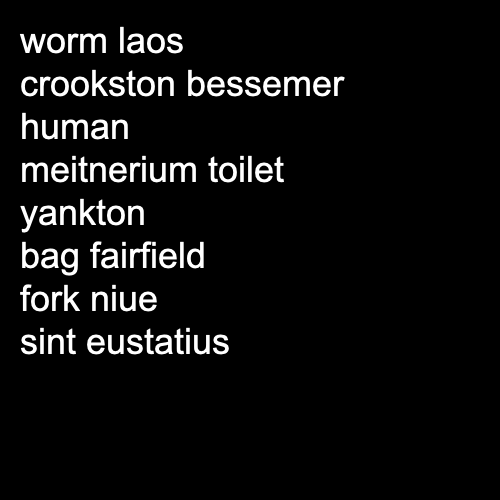 worm laos
crookston bessemer
human
meitnerium toilet
yankton
bag fairfield
fork niue
sint eustatius